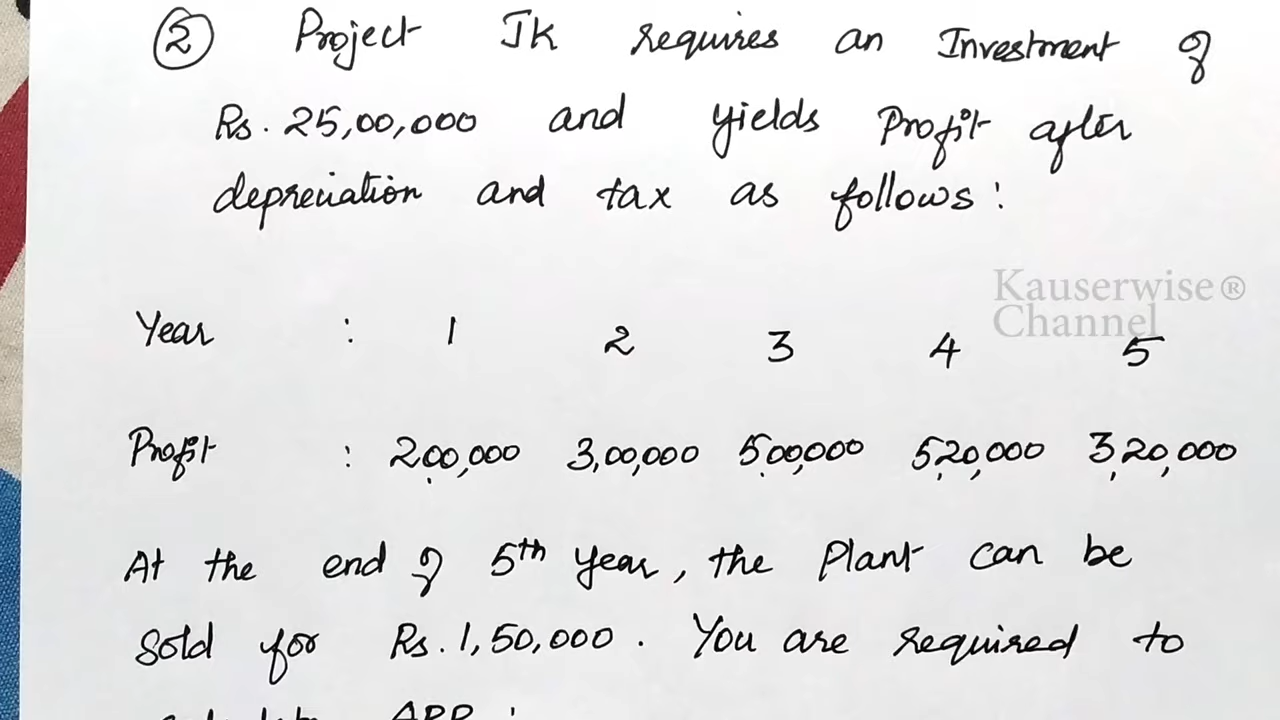 ② Project JK requires an Investment of
Rs. 25,00,000 and yields Profit after
depreciation and tax as follows:
Kauserwise®
Channel
Year : 1 2 3 4 5
Profit : 2,00,000 3,00,000 5,00,000 5,20,000 3,20,000
At the end of 5th year, the Plant can be
Sold for Rs. 1,50,000. You are required to
ARR :